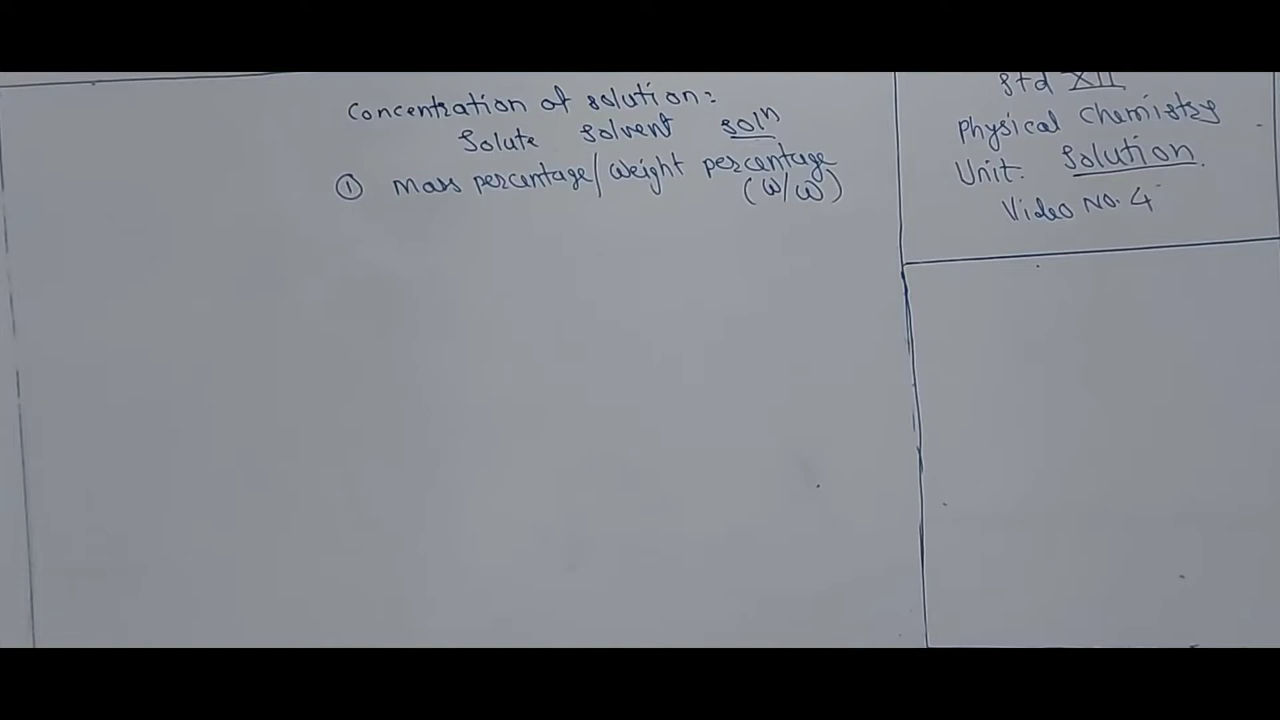 Concentration of solution:
Solute Solvent solⁿ
① Mass percentage/Weight percentage
(W/W)
Std XII
Physical Chemistry
Unit: Solution.
Video No. 4